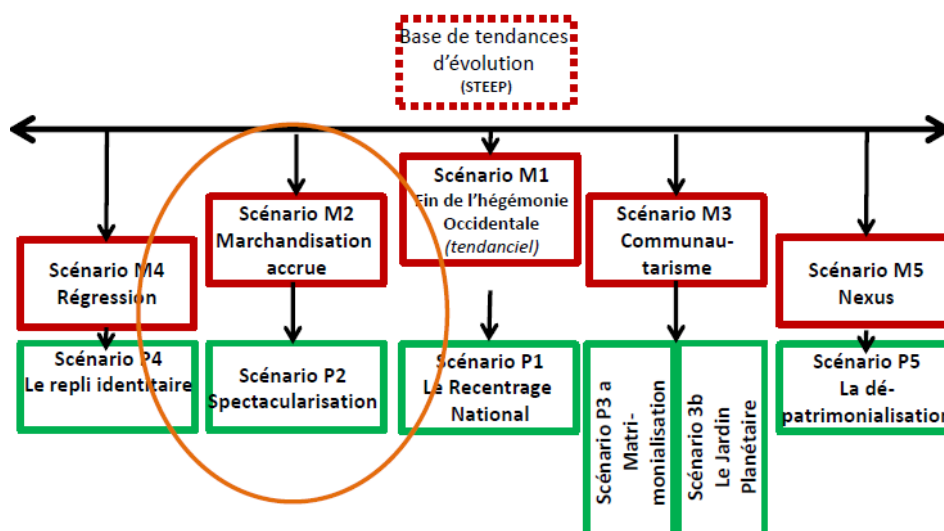 Base de tendances
d'évolution
(STEEP)
Scénario M4
Régression
Scénario M2
Marchandisation
accrue
Scénario M1
Fin de l'hégémonie
Occidentale
(tendanciel)
Scénario M3
Communau-
tarisme
Scénario M5
Nexus
Scénario P4
Le repli identitaire
Scénario P2
Spectacularisation
Scénario P1
Le Recentrage
National
Scénario P3 a
Matri-
monialisation
Scénario 3b
Le Jardin
Planétaire
Scénario P5
La dé-
patrimonialisation